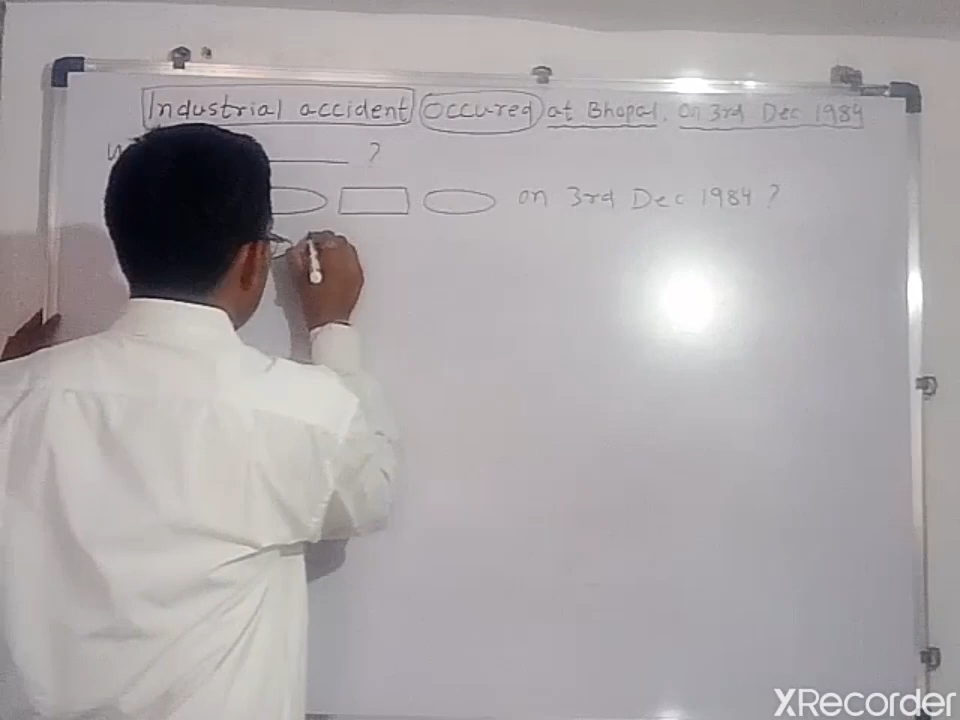 Industrial accident occured at Bhopal, on 3rd Dec 1984
?
on 3rd Dec 1984 ?
XRecorder